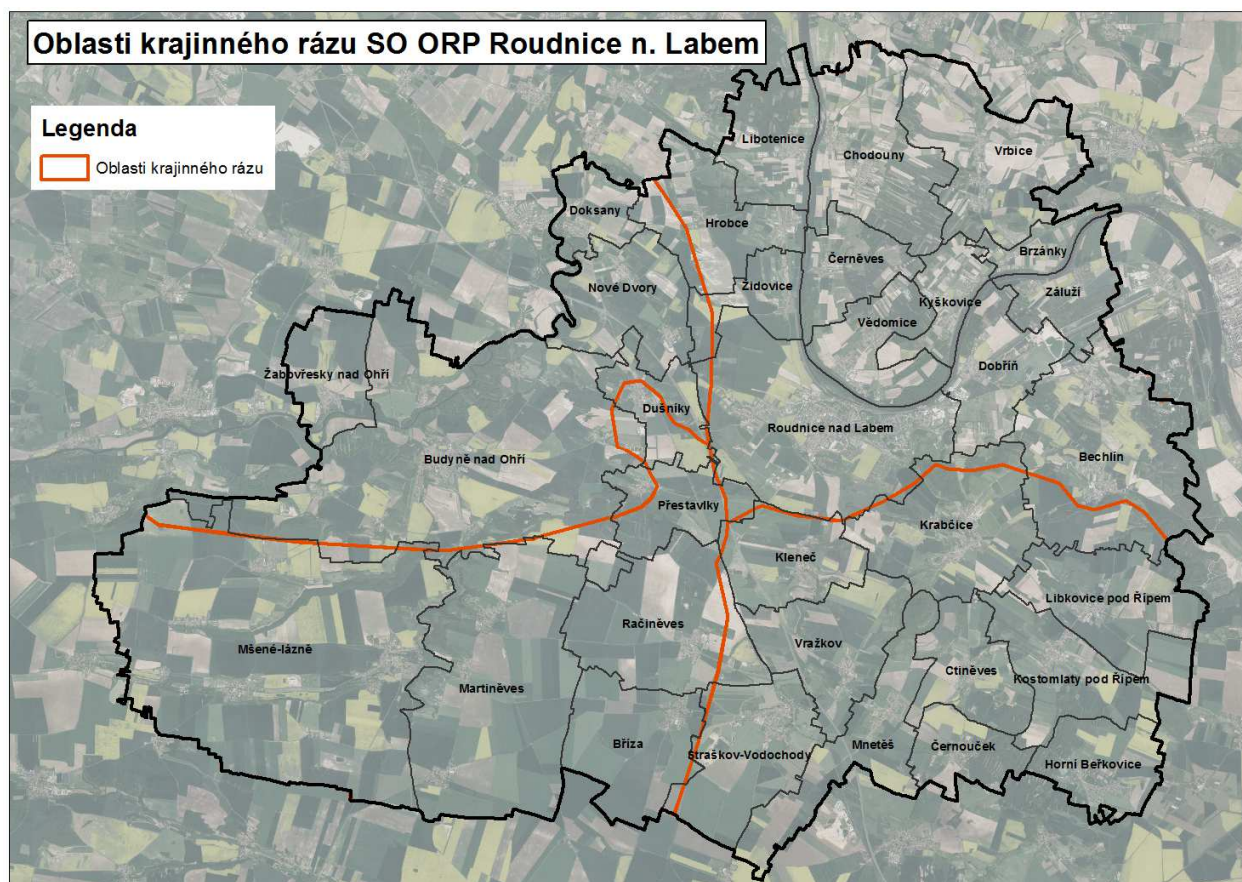 Oblasti krajinného rázu SO ORP Roudnice n. Labem
Legenda
Oblasti krajinného rázu
Libotenice
Chodouny
Vrbice
Doksany
Hrobce
Brzánky
Černěves
Nové Dvory
Židovice
Kyškovice
Záluží
Vědomice
Dobříň
Žabovřesky nad Ohří
Dušníky
Roudnice nad Labem
Budyně nad Ohří
Bechlín
Přestavlky
Krabčice
Kleneč
Libkovice pod Řípem
Račiněves
Vražkov
Mšené-lázně
Ctiněves
Kostomlaty pod Řípem
Martiněves
Bříza
Straškov-Vodochody
Mnetěš
Černouček
Horní Beřkovice